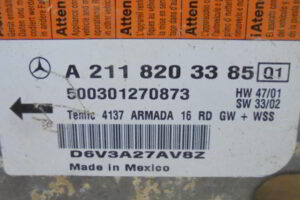 Atten
Atten
Atten
A 211 820 33 85 Q1
500301270873
HW 47/01
SW 33/02
Temic 4137 ARMADA 16 RD GW + WSS
D6V3A27AV8Z
Made in Mexico